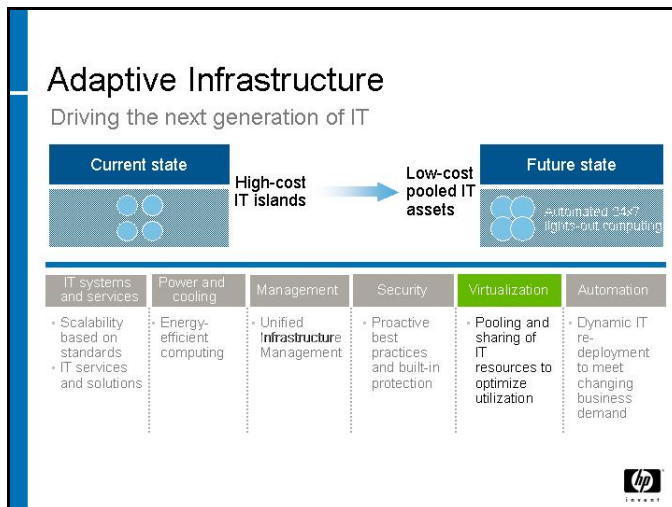 Adaptive Infrastructure
Driving the next generation of IT
Current state
High-cost
IT islands
Low-cost
pooled IT
assets
Future state
Automated 24x7
lights-out computing
IT systems
and services
• Scalability
based on
standards
• IT services
and solutions
Power and
cooling
• Energy-
efficient
computing
Management
• Unified
Infrastructure
Management
Security
• Proactive
best
practices
and built-in
protection
Virtualization
• Pooling and
sharing of
IT
resources to
optimize
utilization
Automation
• Dynamic IT
re-
deployment
to meet
changing
business
demand
hp
invent